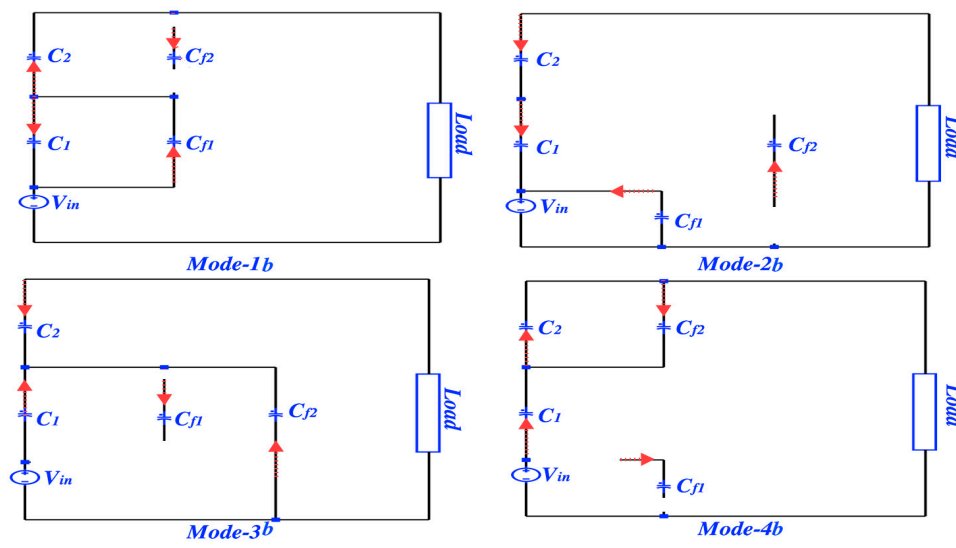 C2
Cf2
C1
Cf1
Vin
Load
Mode-1b
C2
C1
Cf2
Vin
Cf1
Load
Mode-2b
C2
C1
Cf1
Cf2
Vin
Load
Mode-3b
C2
Cf2
C1
Vin
Cf1
Load
Mode-4b